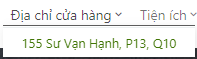 Địa chỉ cửa hàng Tiện ích
155 Sư Vạn Hạnh, P13, Q10